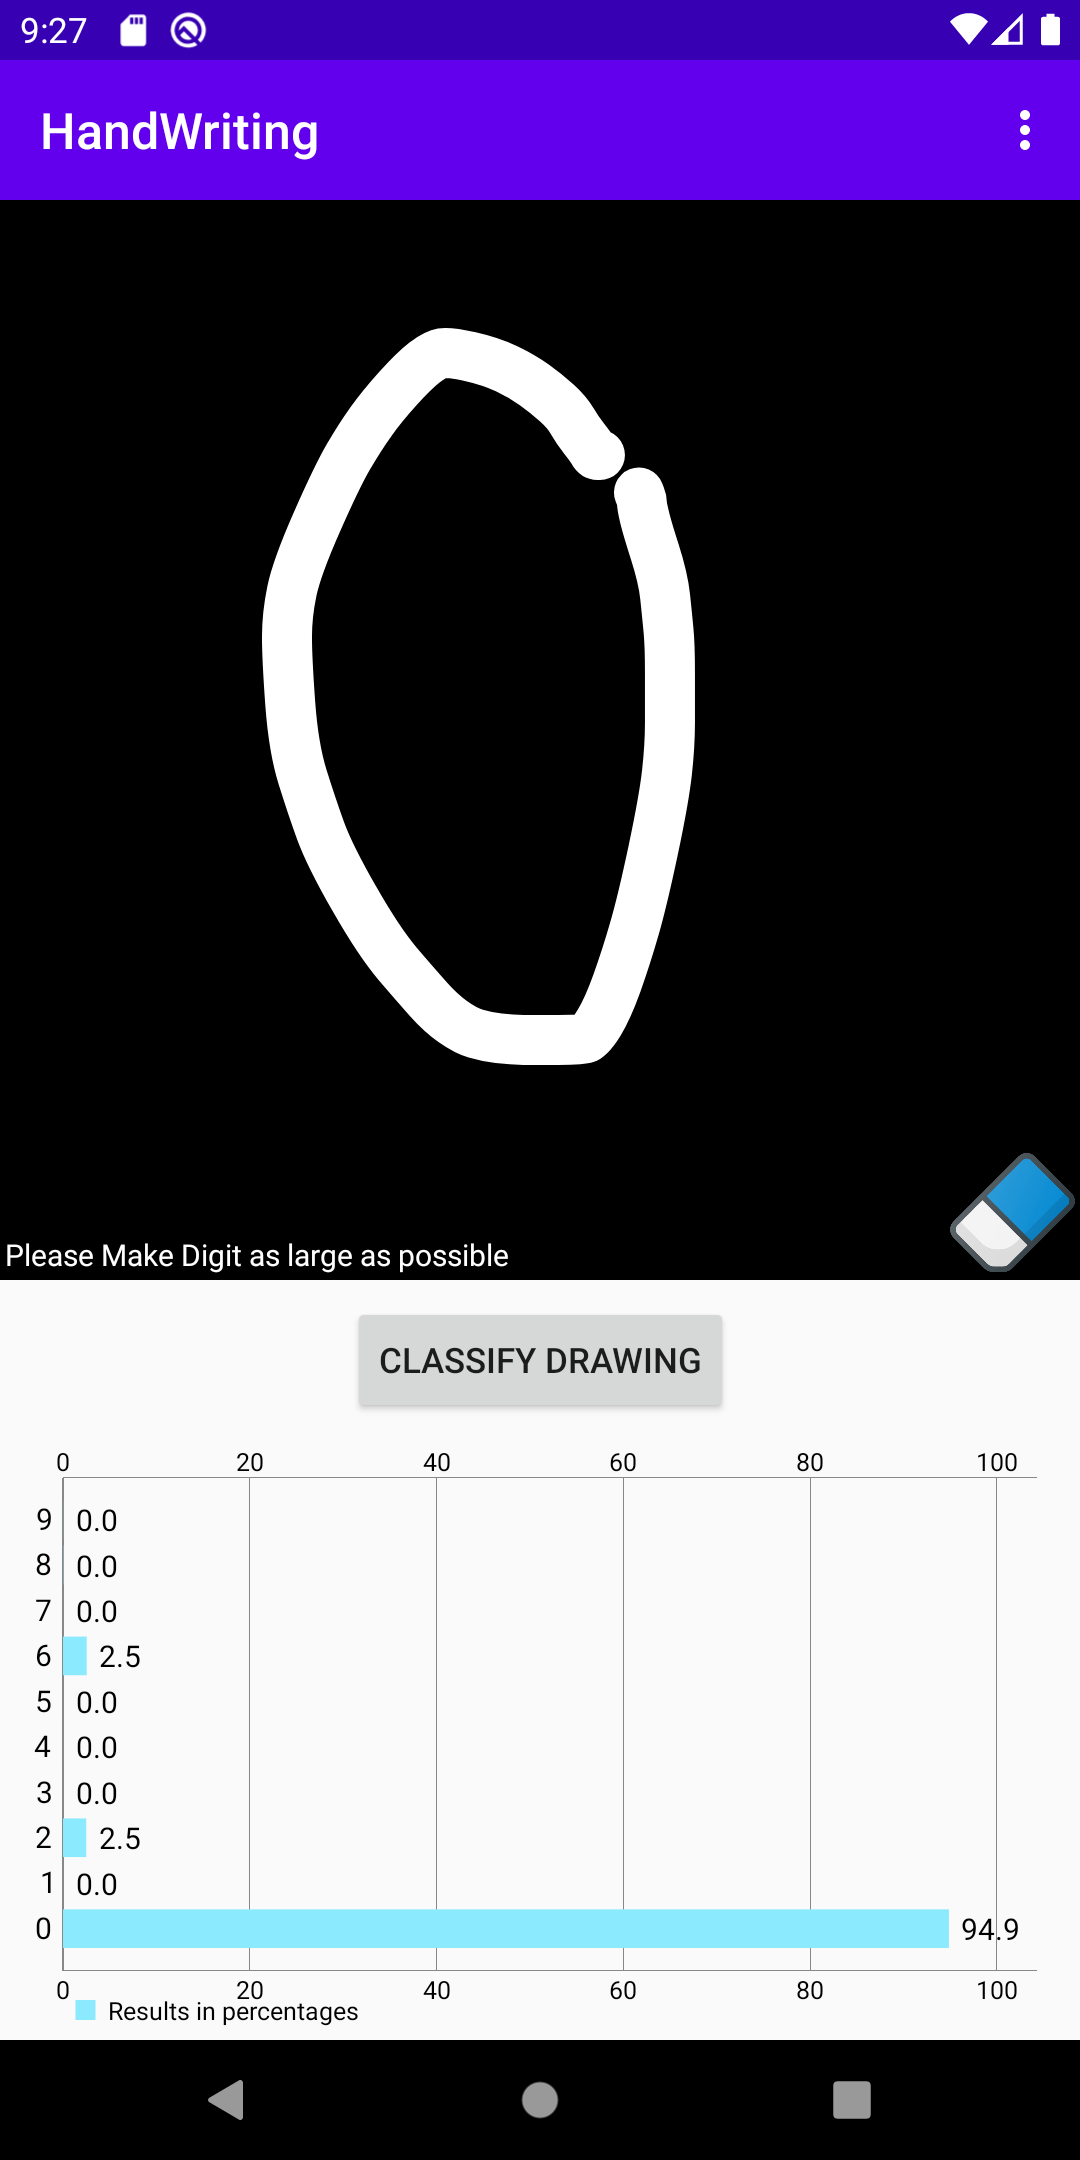 9:27
HandWriting
0
Please Make Digit as large as possible
CLASSIFY DRAWING
0 20 40 60 80 100
9 0.0
8 0.0
7 0.0
6 2.5
5 0.0
4 0.0
3 0.0
2 2.5
1 0.0
0 94.9
0 20 40 60 80 100
Results in percentages